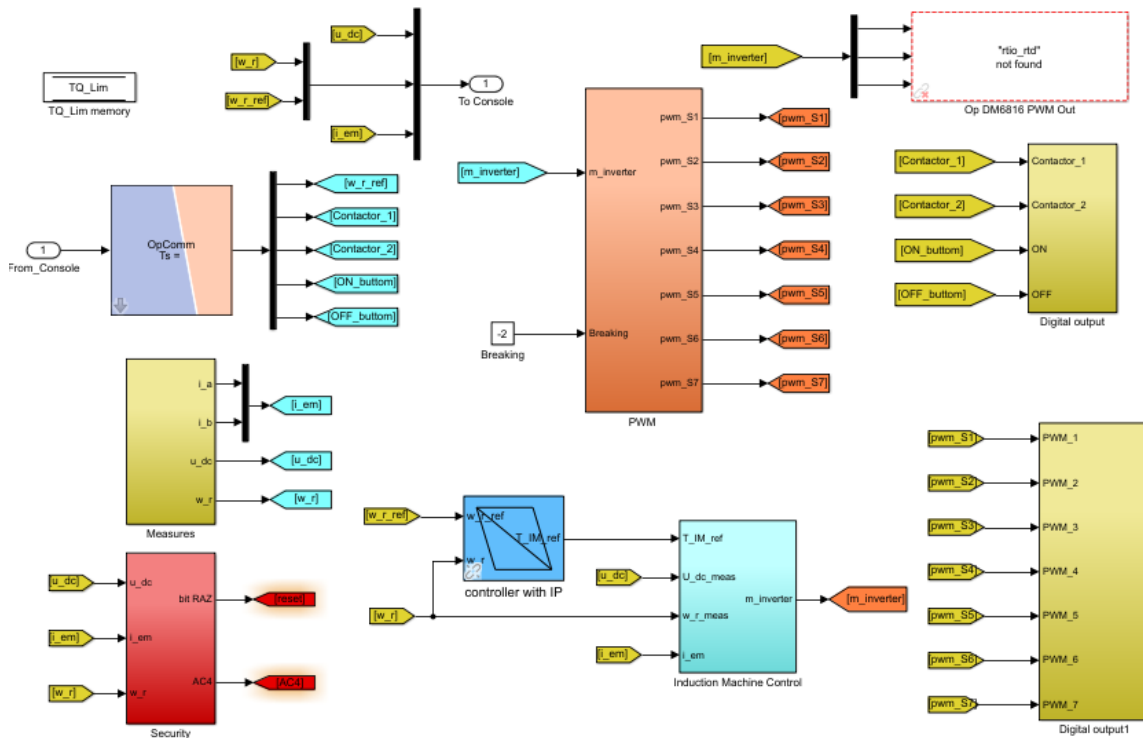 [u_dc]
[w_r]
[w_r_ref]
[i_em]
1
To Console
TQ_Lim
TQ_Lim memory
[m_inverter]
"rtio_rtd"
not found
Op DM6816 PWM Out
1
From_Console
OpComm
Ts =
[w_r_ref]
[Contactor_1]
[Contactor_2]
[ON_buttom]
[OFF_buttom]
[m_inverter]
m_inverter
-2
Breaking
Breaking
pwm_S1
pwm_S2
pwm_S3
pwm_S4
pwm_S5
pwm_S6
pwm_S7
PWM
[pwm_S1]
[pwm_S2]
[pwm_S3]
[pwm_S4]
[pwm_S5]
[pwm_S6]
[pwm_S7]
[Contactor_1]
[Contactor_2]
[ON_buttom]
[OFF_buttom]
Contactor_1
Contactor_2
ON
OFF
Digital output
i_a
i_b
u_dc
w_r
Measures
[i_em]
[u_dc]
[w_r]
u_dc]
i_em]
[w_r]
u_dc
i_em
w_r
bit RAZ
AC4
Security
[reset]
[AC4]
w_r_ref]
[w_r]
w_r_ref
w_r
T_IM_ref
controller with IP
[u_dc]
[i_em]
T_IM_ref
U_dc_meas
w_r_meas
i_em
m_inverter
Induction Machine Control
[m_inverter]
[pwm_S1]
[pwm_S2]
[pwm_S3]
[pwm_S4]
[pwm_S5]
[pwm_S6]
[pwm_S7]
PWM_1
PWM_2
PWM_3
PWM_4
PWM_5
PWM_6
PWM_7
Digital output1